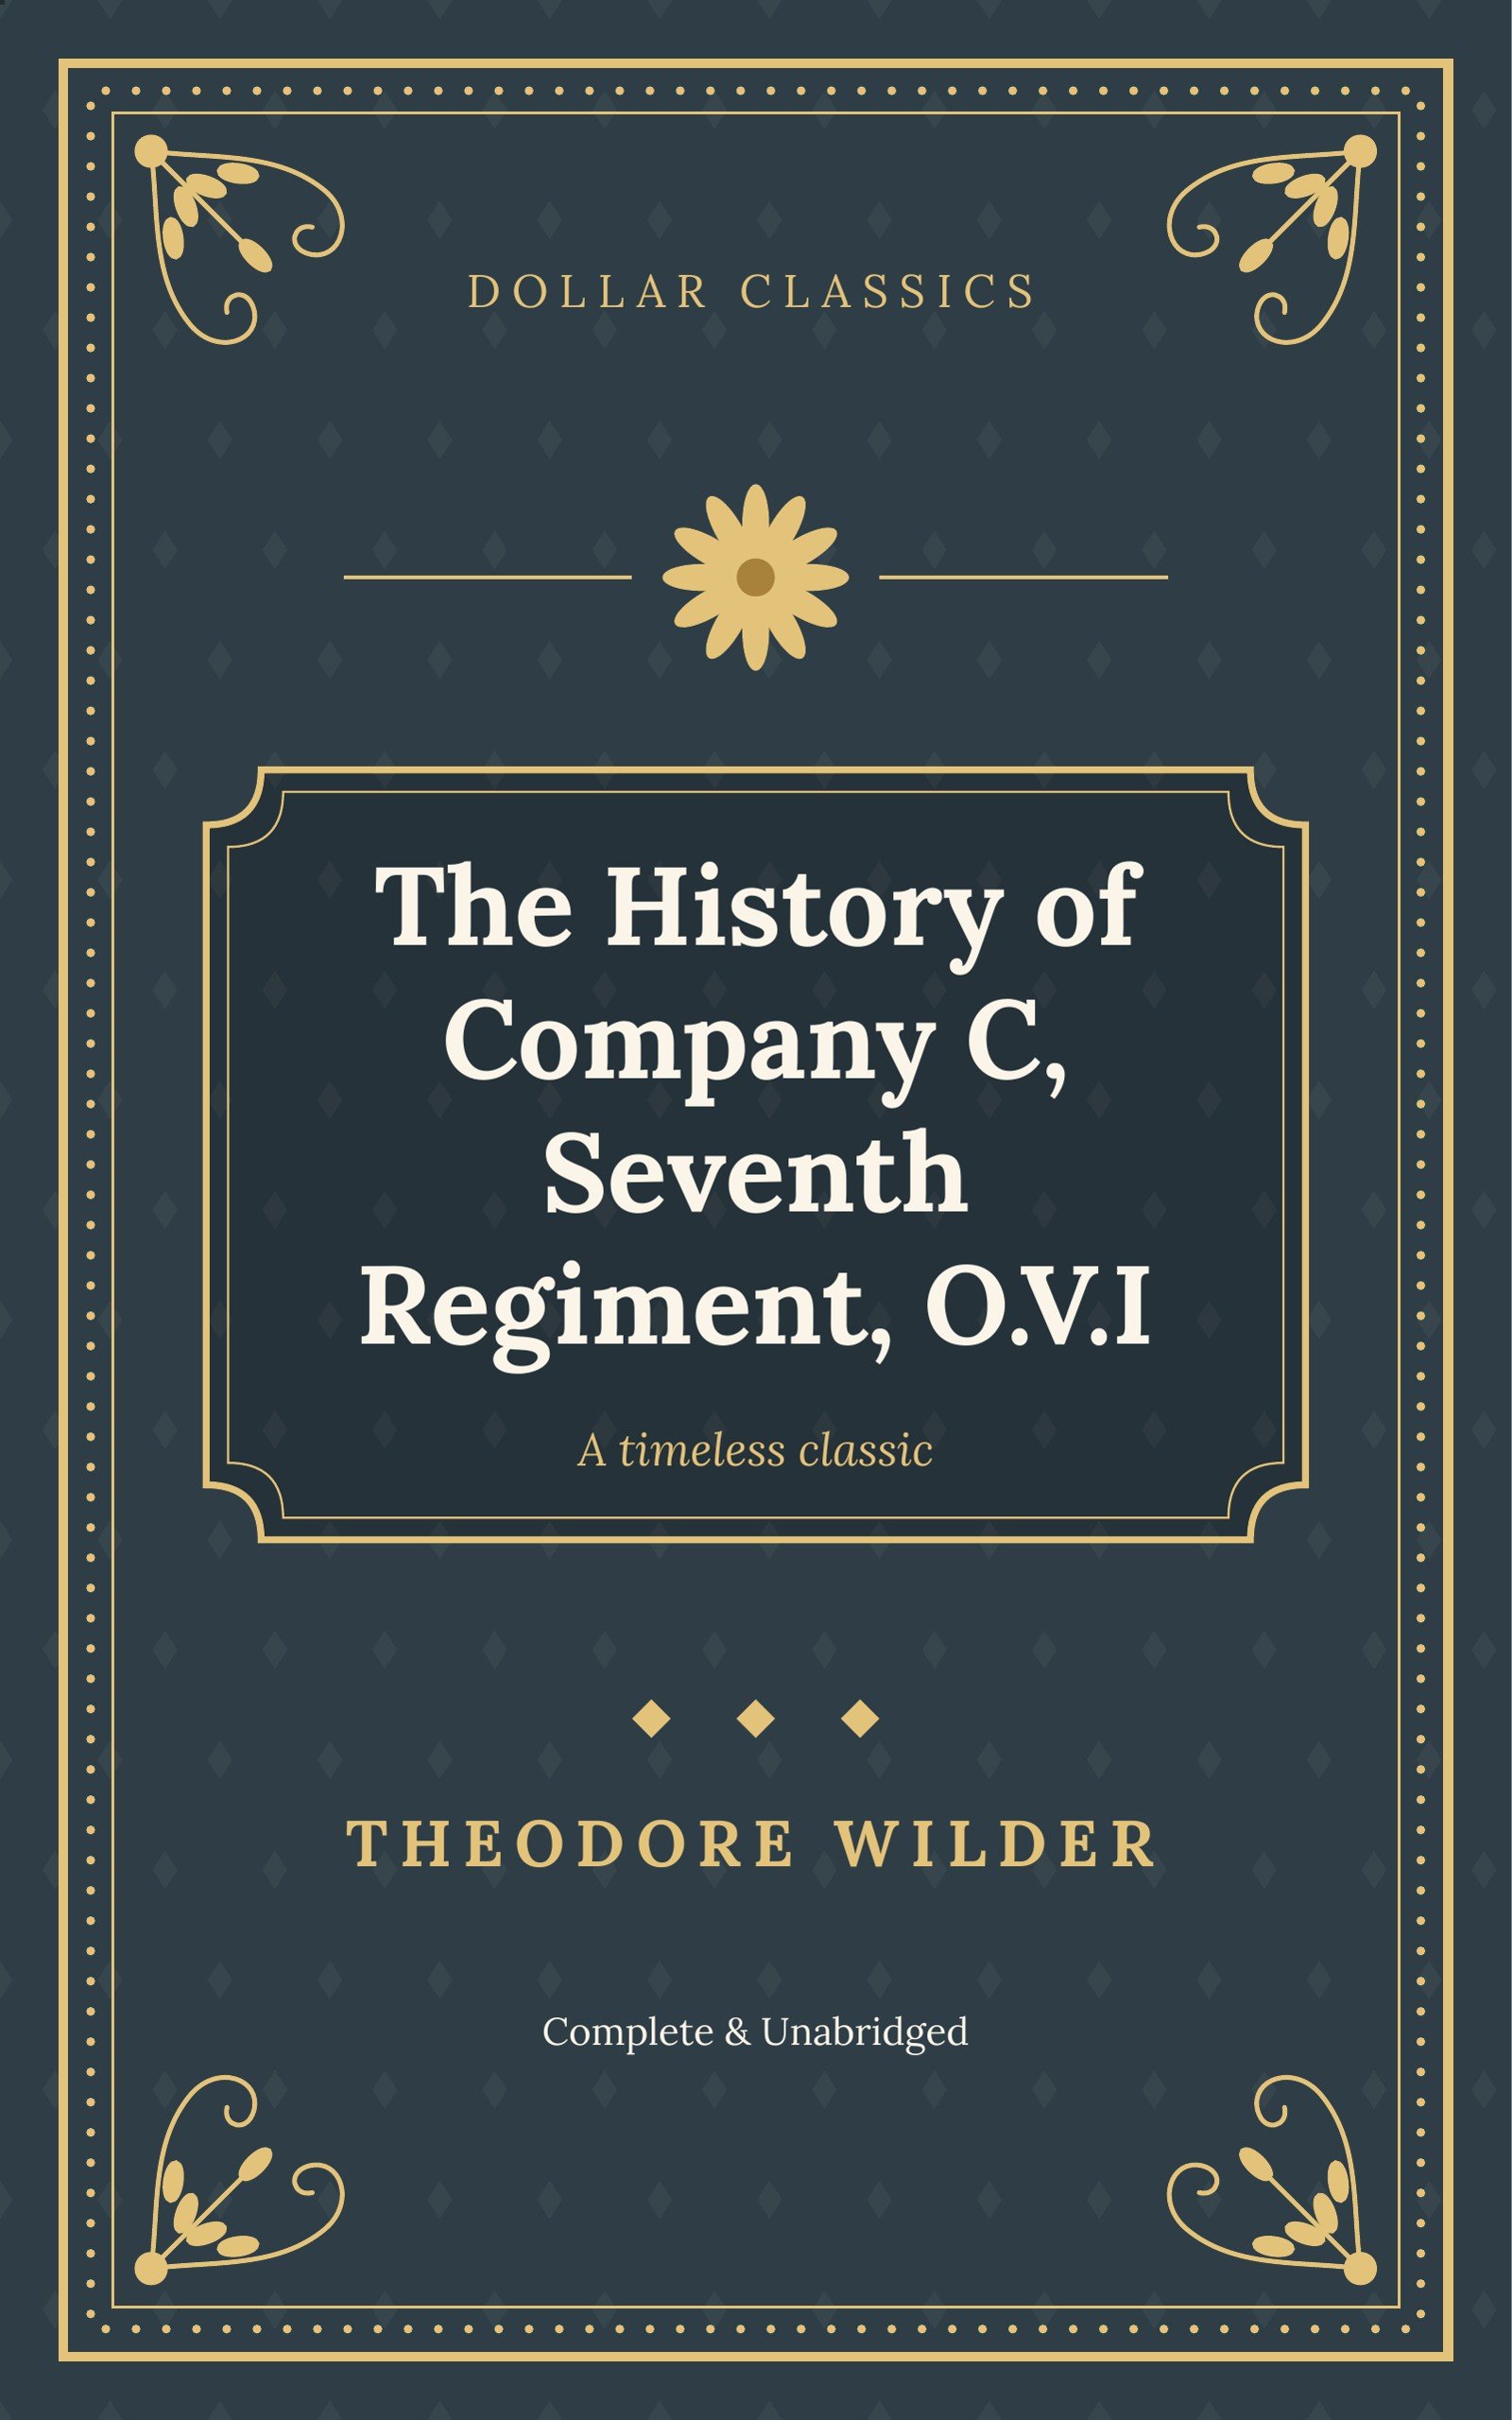 DOLLAR CLASSICS
The History of
Company C,
Seventh
Regiment, O.V.I
A timeless classic
THEODORE WILDER
Complete & Unabridged